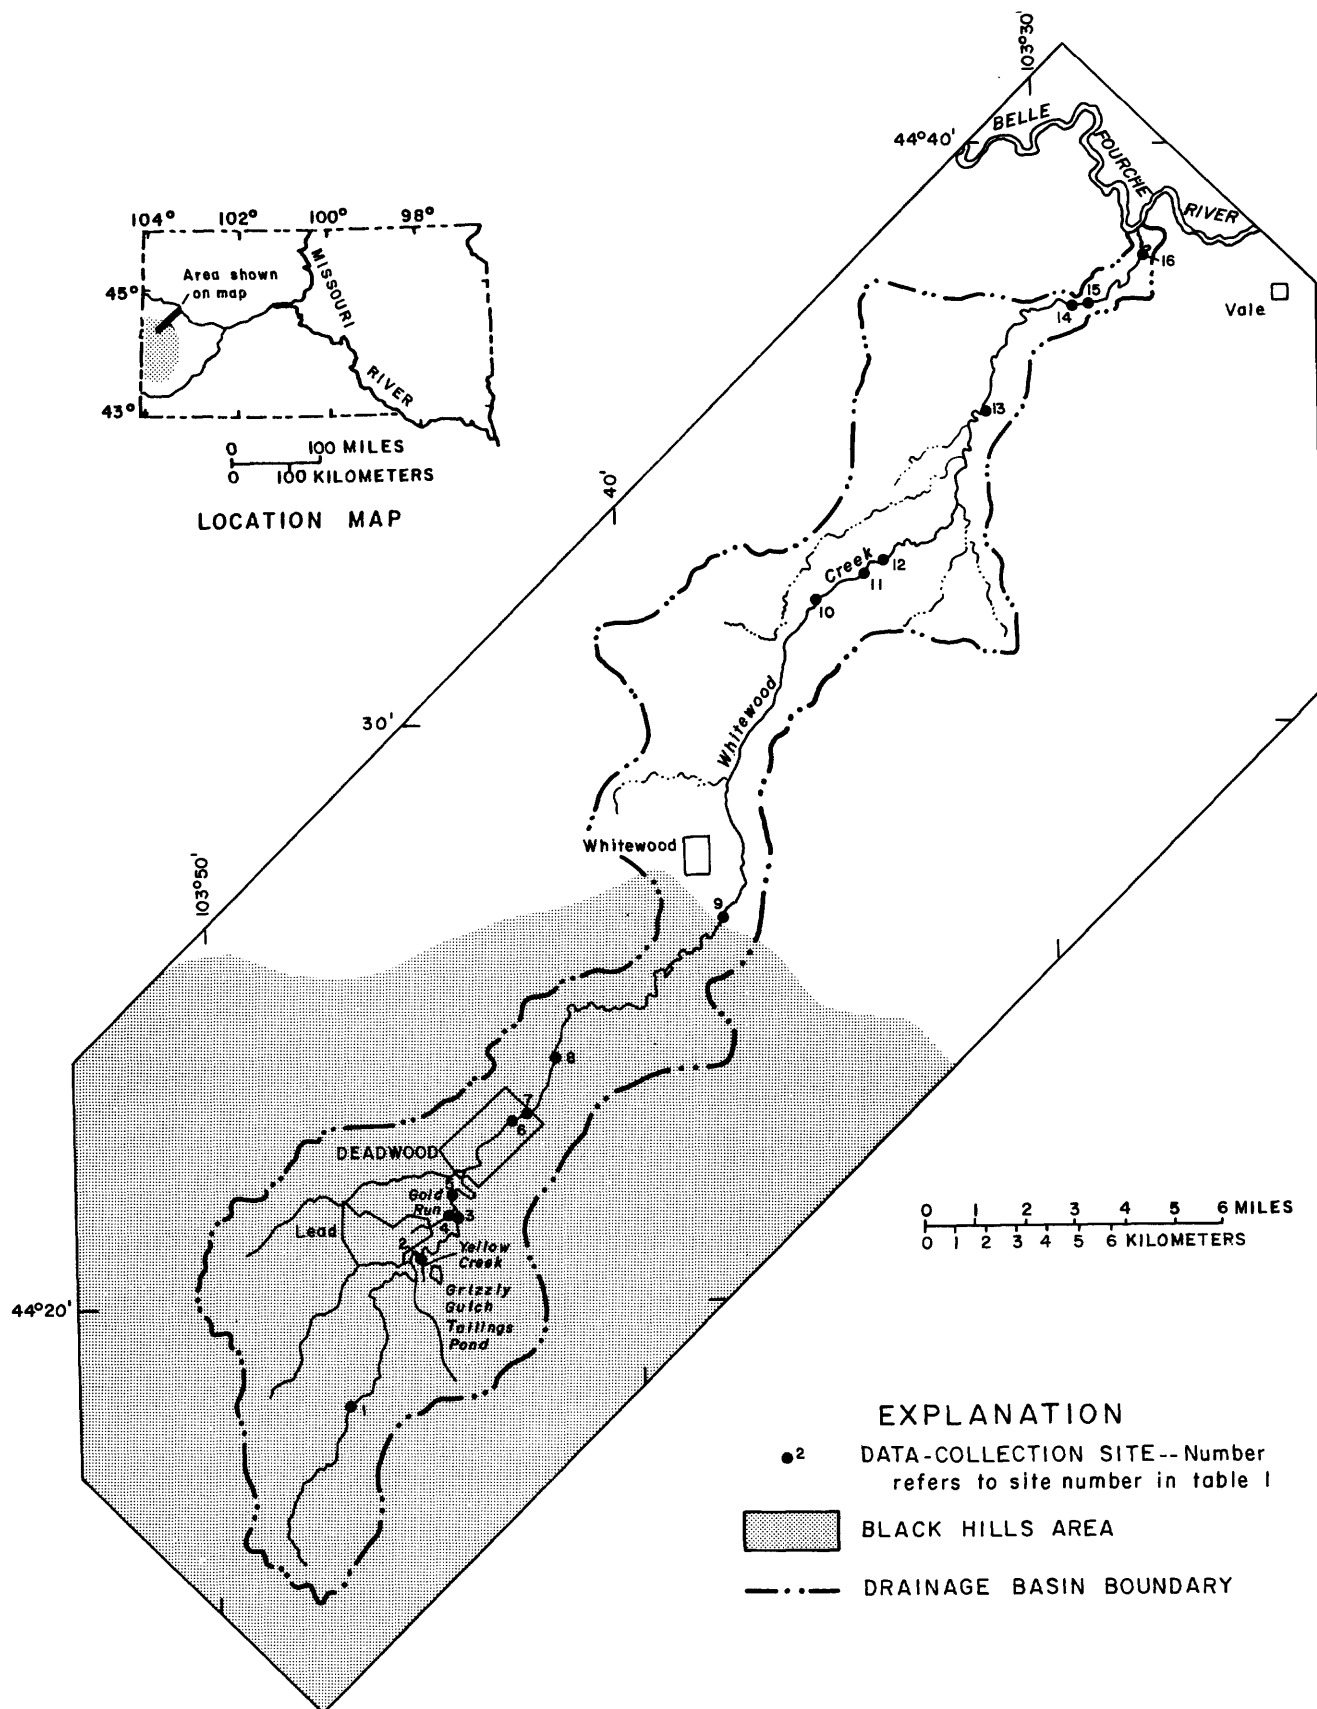 103°30'
BELLE
44°40'
FOURCHE
RIVER
16
15
14
Vale
104° 102° 100° 98°
Area shown
on map
45°
MISSOURI
RIVER
43°
0 100 MILES
0 100 KILOMETERS
LOCATION MAP
13
40'
Creek
12
11
10
Whitewood
30'
Whitewood
103°50'
9
8
7
6
DEADWOOD
5
Gold
Run
3
4
Lead
2
Yellow
Creek
Grizzly
Gulch
Tailings
Pond
44°20'
1
0 1 2 3 4 5 6 MILES
0 1 2 3 4 5 6 KILOMETERS
EXPLANATION
2 DATA-COLLECTION SITE--Number
refers to site number in table 1
BLACK HILLS AREA
DRAINAGE BASIN BOUNDARY